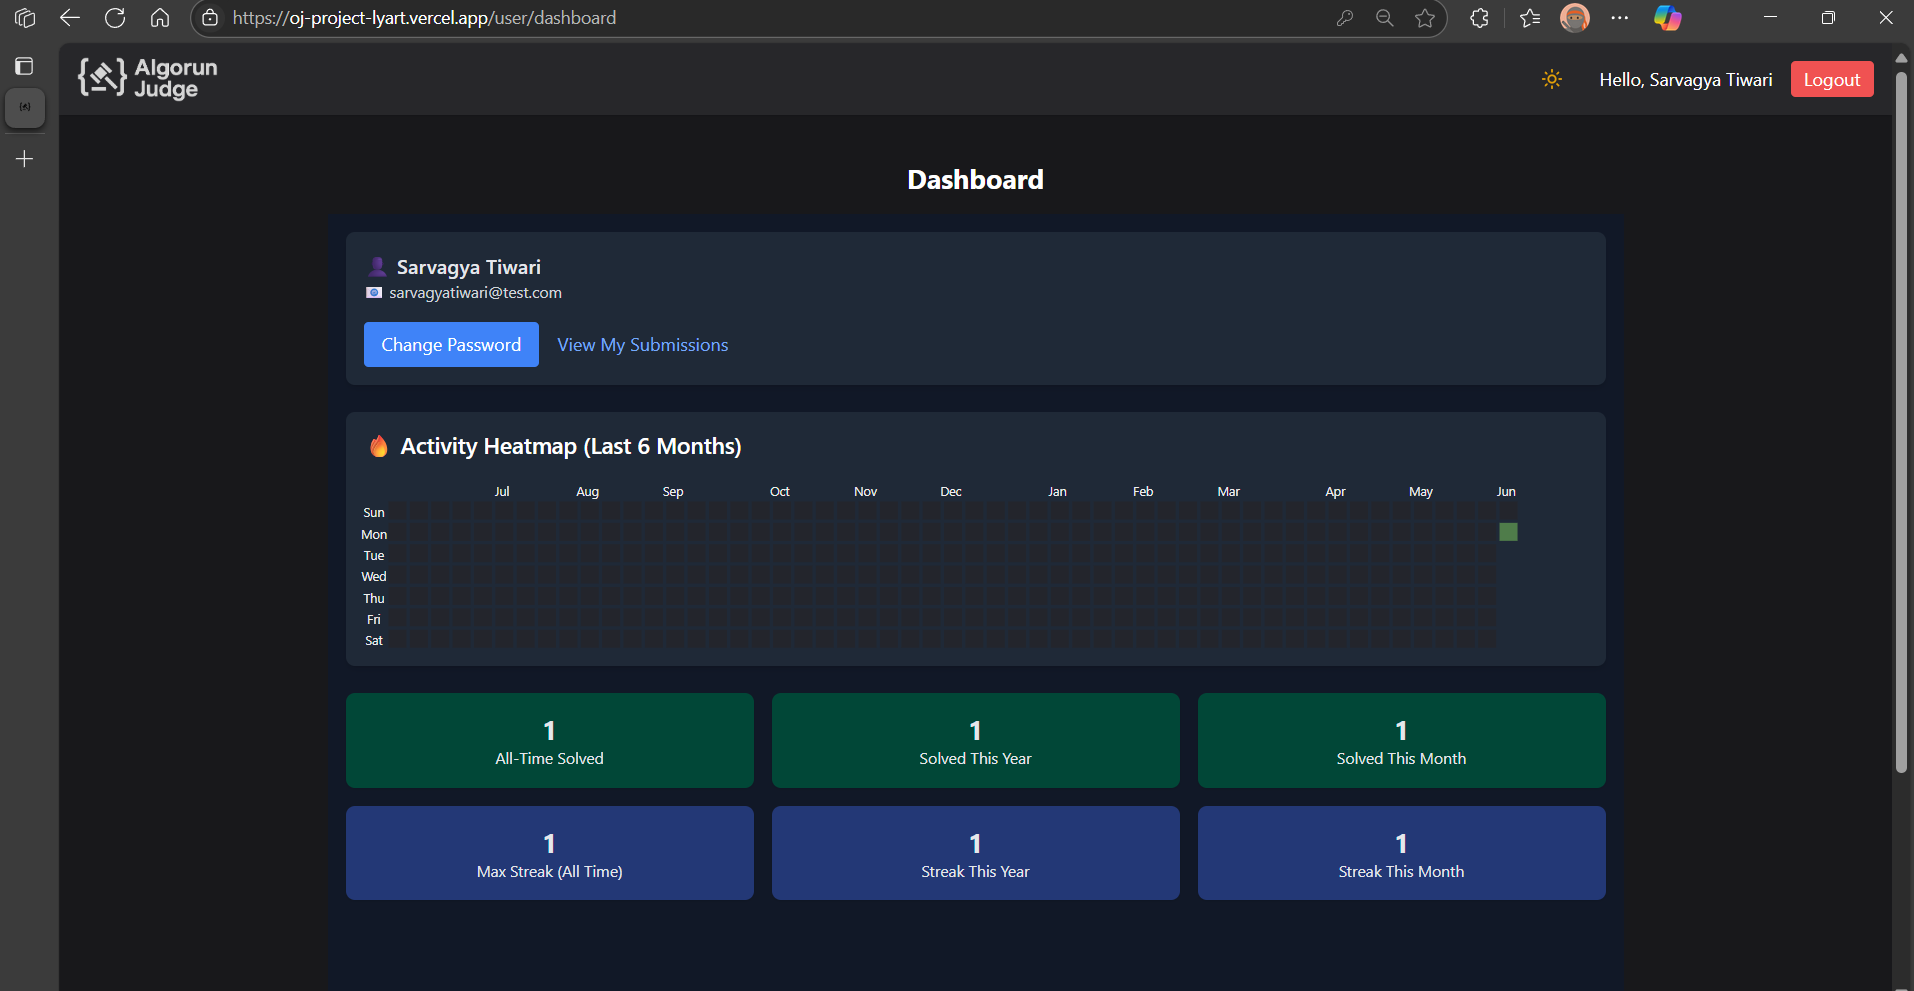 https://oj-project-lyart.vercel.app/user/dashboard
Algorun
Judge
Hello, Sarvagya Tiwari
Logout
Dashboard
Sarvagya Tiwari
sarvagyatiwari@test.com
Change Password
View My Submissions
Activity Heatmap (Last 6 Months)
Jul Aug Sep Oct Nov Dec Jan Feb Mar Apr May Jun
Sun
Mon
Tue
Wed
Thu
Fri
Sat
1
All-Time Solved
1
Solved This Year
1
Solved This Month
1
Max Streak (All Time)
1
Streak This Year
1
Streak This Month